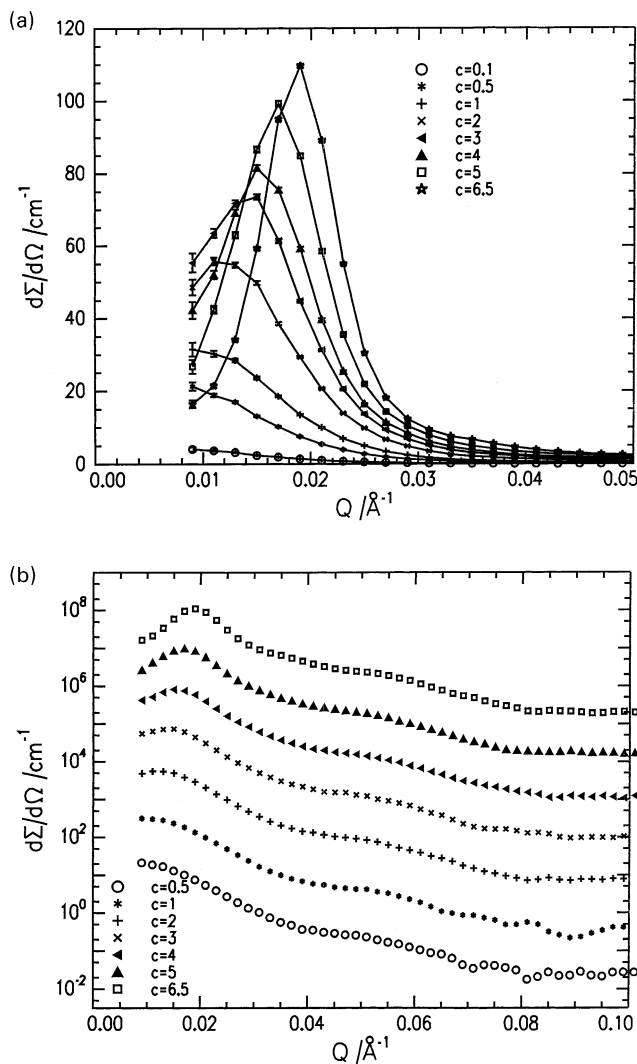 (a)
120
100
80
60
40
20
0
dΣ/dΩ/cm⁻¹
0.00
0.01
0.02
0.03
0.04
0.05
Q /Å⁻¹
c=0.1
c=0.5
c=1
c=2
c=3
c=4
c=5
c=6.5
(b)
10⁸
10⁶
10⁴
10²
10⁰
10⁻²
dΣ/dΩ/cm⁻¹
c=0.5
c=1
c=2
c=3
c=4
c=5
c=6.5
0.00
0.02
0.04
0.06
0.08
0.10
Q /Å⁻¹